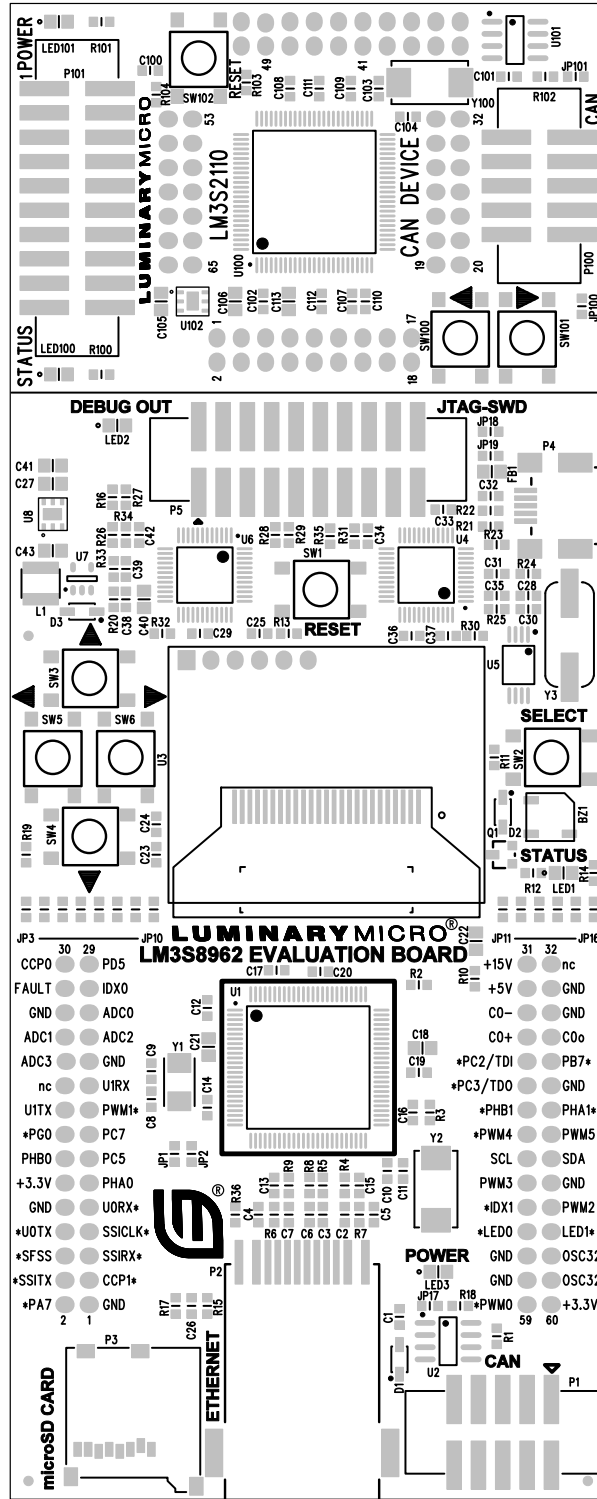 1 POWER
LED101
R101
P101
C100
R104
SW102
RESET
R103
C108
C111
C109
C103
49
41
Y100
C101
U101
R102
JP101
CAN
C104
32
53
LUMINARYMICRO
LM3S2110
CAN DEVICE
65
U100
19
20
P100
C105
U102
C106
C102
C113
C112
C107
C110
17
1
2
18
SW100
SW101
JP100
STATUS
LED100
R100
DEBUG OUT
LED2
JTAG-SWD
JP18
JP19
P4
FB1
C41
C27
U8
C43
U7
L1
D3
R16
R27
R34
R26
C42
R33
C39
R20
C38
C40
P5
U6
R28
R29
SW1
R35
R31
C34
U4
C33
R22
R21
C32
R23
C31
R24
C35
C28
R25
C30
RESET
R32
C29
C25
R13
C36
C37
R30
U5
Y3
SW3
SW5
SW6
U3
SW4
R19
C24
C23
SELECT
R11
SW2
Q1
D2
BZ1
STATUS
R12
LED1
R14
LUMINARYMICRO®
LM3S8962 EVALUATION BOARD
C22
R10
JP3
JP10
JP11
JP16
30 29
31 32
CCP0 PD5
FAULT IDX0
GND ADC0
ADC1 ADC2
ADC3 GND
nc U1RX
U1TX PWM1*
*PG0 PC7
PHB0 PC5
+3.3V PHA0
GND U0RX*
*U0TX SSICLK*
*SFSS SSIRX*
*SSITX CCP1*
*PA7 GND
2 1
+15V nc
+5V GND
C0- GND
C0+ C0o
*PC2/TDI PB7*
*PC3/TDO GND
*PHB1 PHA1*
*PWM4 PWM5
SCL SDA
PWM3 GND
*IDX1 PWM2
*LED0 LED1*
GND OSC32
GND OSC32
*PWM0 +3.3V
59 60
C17
C20
R2
U1
C12
C21
C9
Y1
C8
C14
C18
C19
C16
R3
JP1
JP2
Y2
®
R36
C4
C13
R9
R8
R5
R4
C15
C10
C11
C5
R6
C7
C6
C3
C2
R7
P2
POWER
LED3
JP17
R18
R17
R15
C26
C1
R1
U2
D1
CAN
P1
P3
microSD CARD
ETHERNET